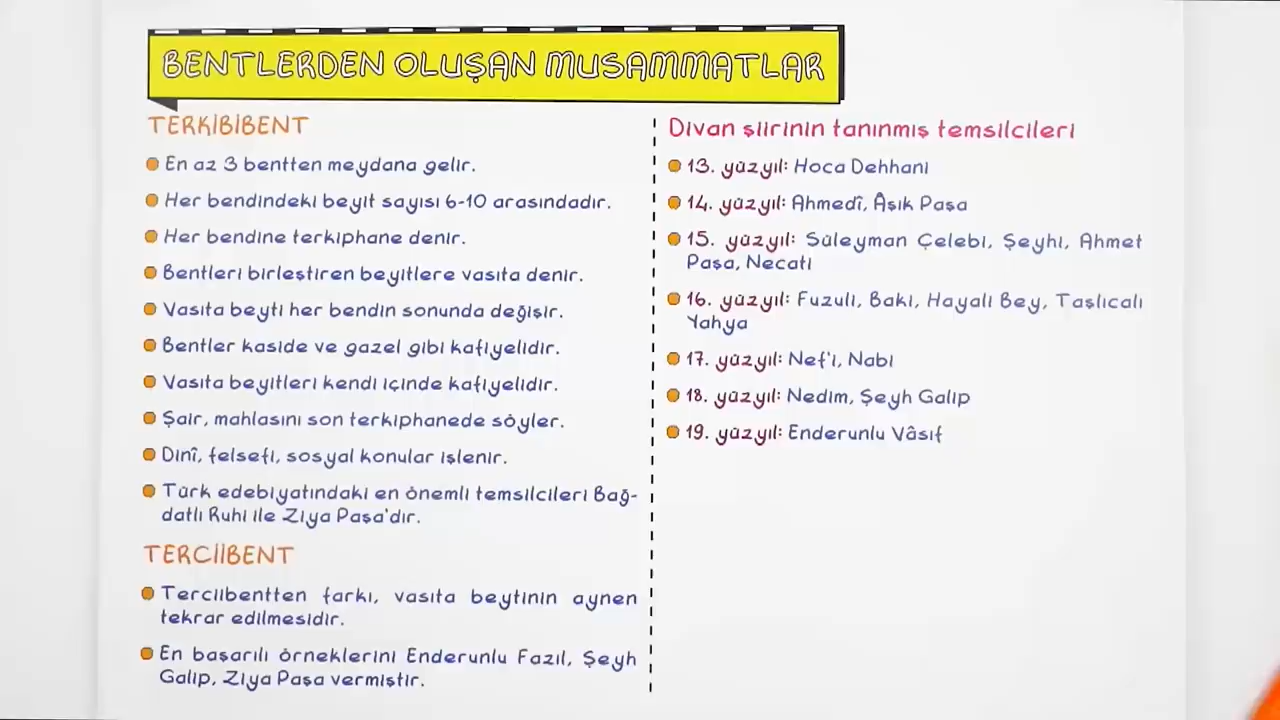 BENTLERDEN OLUŞAN MUSAMMATLAR
TERKİBİBENT
En az 3 bentten meydana gelir.
Her bendindeki beyit sayısı 6-10 arasındadır.
Her bendine terkiphane denir.
Bentleri birleştiren beyitlere vasıta denir.
Vasıta beyti her bendin sonunda değişir.
Bentler kaside ve gazel gibi kafiyelidir.
Vasıta beyitleri kendi içinde kafiyelidir.
Şair, mahlasını son terkiphanede söyler.
Dinî, felsefi, sosyal konular işlenir.
Türk edebiyatındaki en önemli temsilcileri Bağ-
datlı Ruhi ile Ziya Paşa'dır.
TERCİİBENT
Terciibentten farkı, vasıta beytinin aynen
tekrar edilmesidir.
En başarılı örneklerini Enderunlu Fazıl, Şeyh
Galip, Ziya Paşa vermiştir.
Divan şiirinin tanınmış temsilcileri
13. yüzyıl: Hoca Dehhani
14. yüzyıl: Ahmedî, Âşık Paşa
15. yüzyıl: Süleyman Çelebi, Şeyhi, Ahmet
Paşa, Necati
16. yüzyıl: Fuzuli, Baki, Hayali Bey, Taşlıcalı
Yahya
17. yüzyıl: Nef'i, Nabi
18. yüzyıl: Nedim, Şeyh Galip
19. yüzyıl: Enderunlu Vâsıf